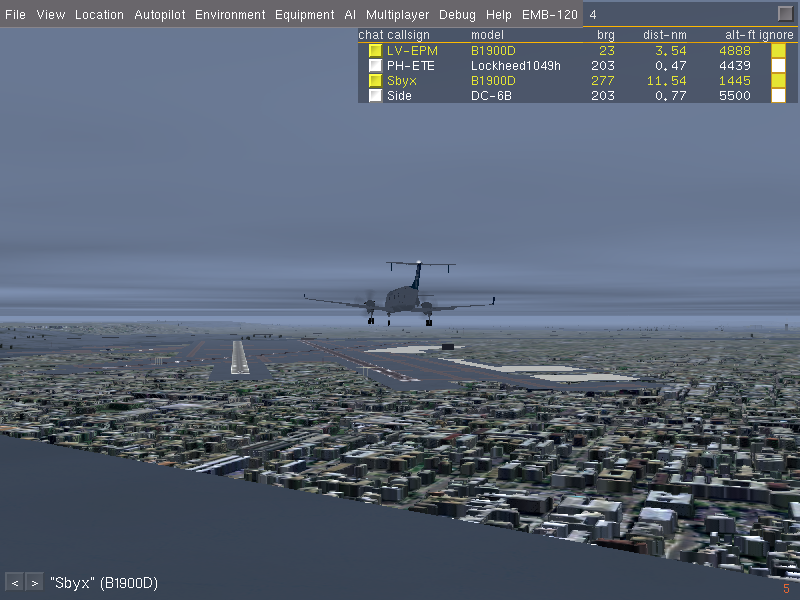 File View Location Autopilot Environment Equipment AI Multiplayer Debug Help EMB-120 4
chat callsign model brg dist-nm alt-ft ignore
LV-EPM B1900D 23 3.54 4888
PH-ETE Lockheed1049h 203 0.47 4439
Sbyx B1900D 277 11.54 1445
Side DC-6B 203 0.77 5500
< > "Sbyx" (B1900D)
5